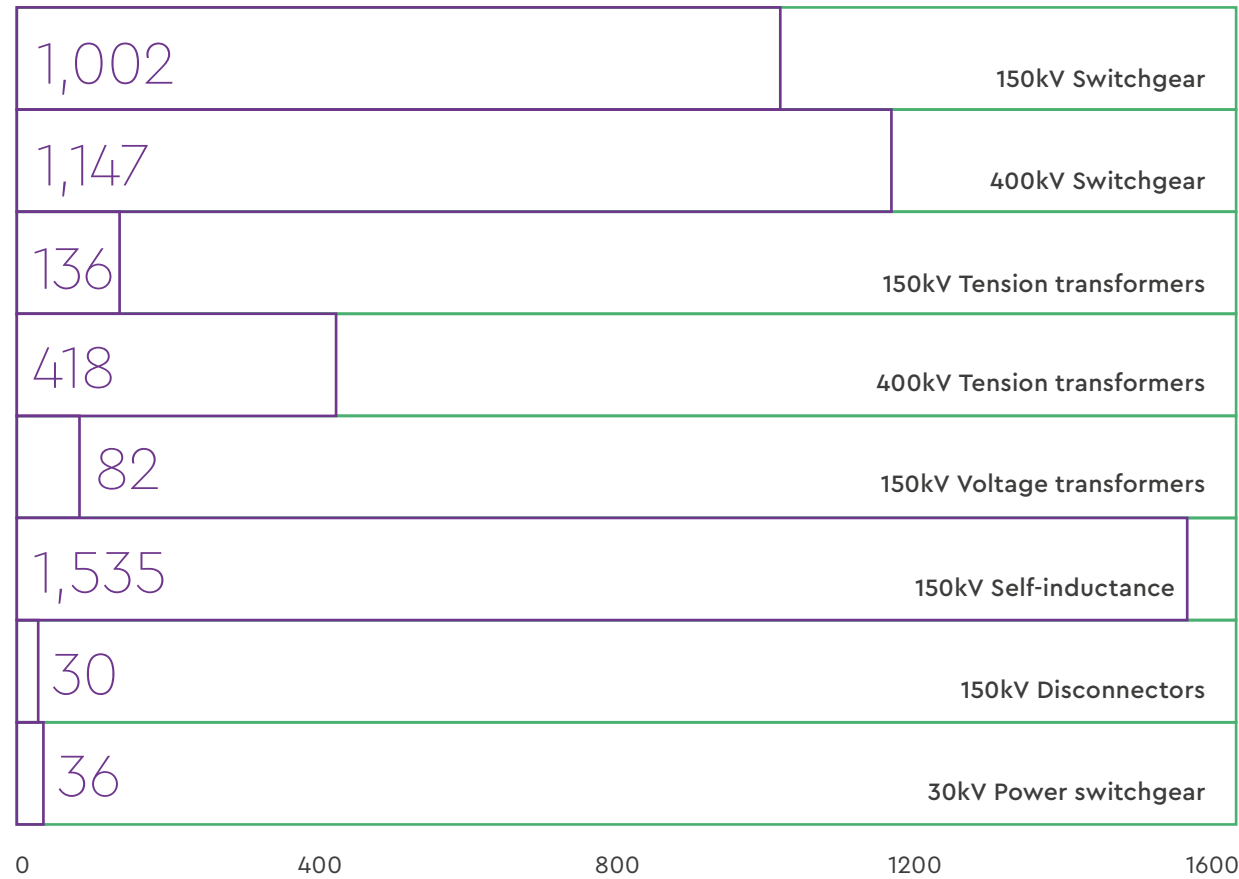 1,002 150kV Switchgear
1,147 400kV Switchgear
136 150kV Tension transformers
418 400kV Tension transformers
82 150kV Voltage transformers
1,535 150kV Self-inductance
30 150kV Disconnectors
36 30kV Power switchgear
0 400 800 1200 1600